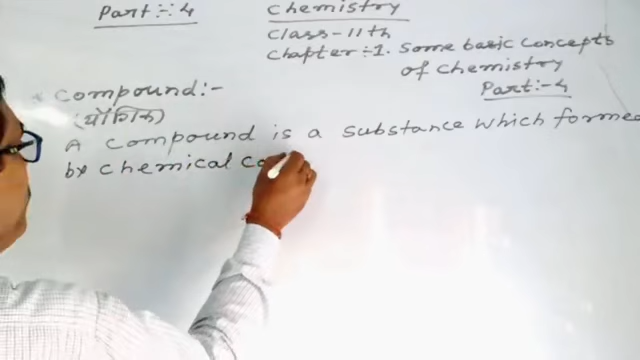 Part:- 4
Chemistry
Class-11th
Chapter:-1. Some basic concepts
of chemistry
Part:-4
Compound:-
(यौगिक)
A compound is a substance which formed
by chemical co